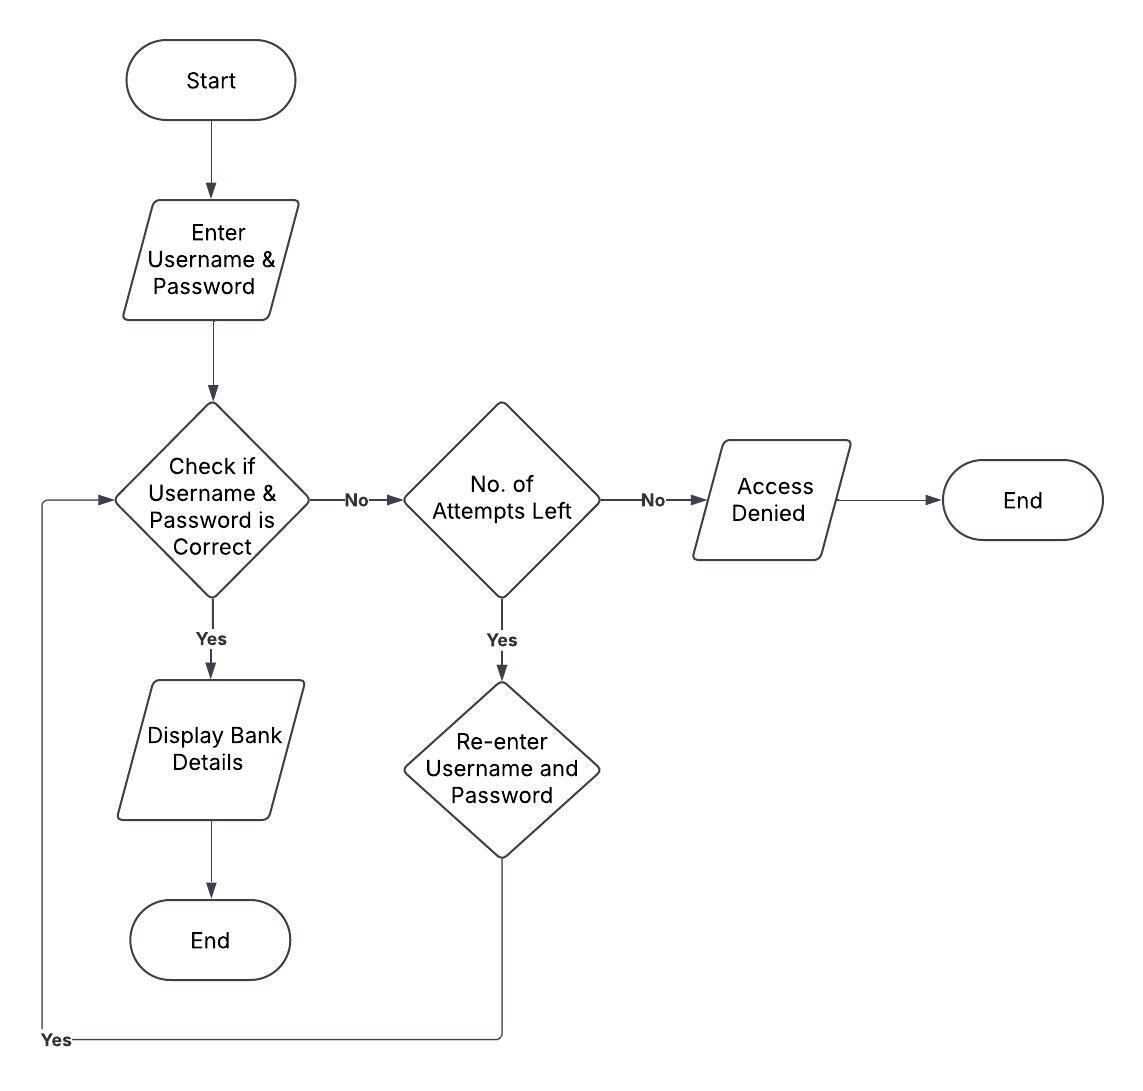 Start
Enter
Username &
Password
Check if
Username &
Password is
Correct
No
No. of
Attempts Left
No
Access
Denied
End
Yes
Yes
Display Bank
Details
Re-enter
Username and
Password
End
Yes